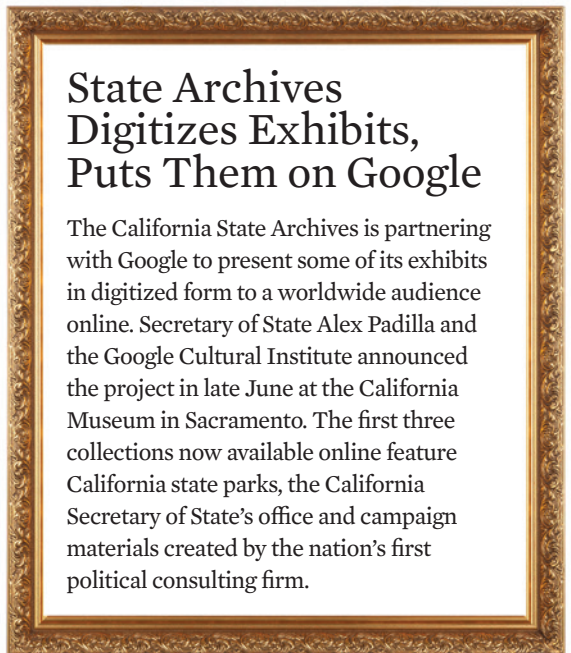 State Archives
Digitizes Exhibits,
Puts Them on Google
The California State Archives is partnering
with Google to present some of its exhibits
in digitized form to a worldwide audience
online. Secretary of State Alex Padilla and
the Google Cultural Institute announced
the project in late June at the California
Museum in Sacramento. The first three
collections now available online feature
California state parks, the California
Secretary of State’s office and campaign
materials created by the nation’s first
political consulting firm.